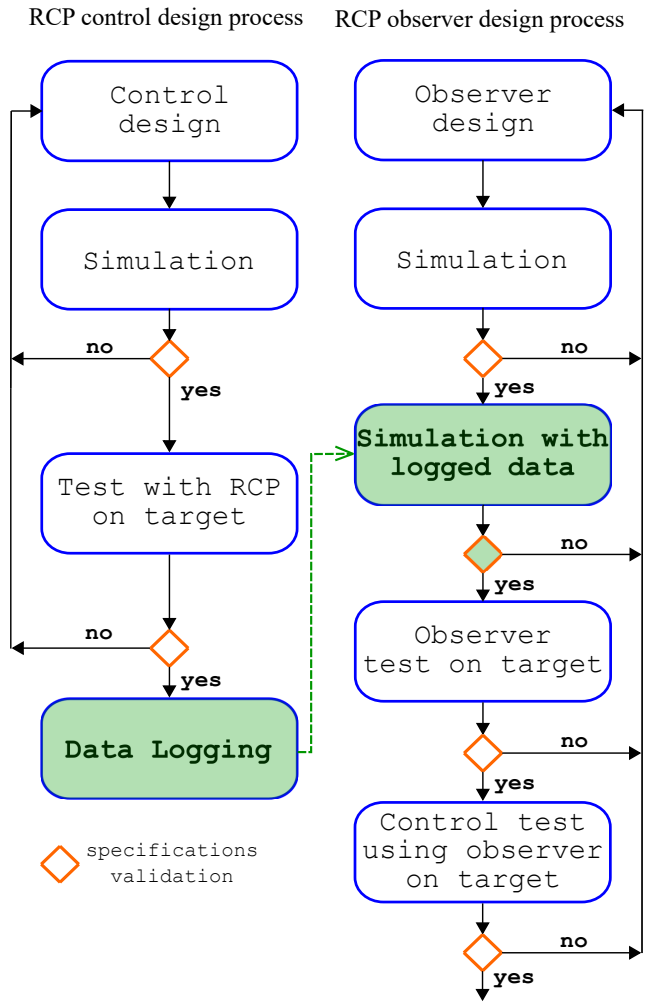 RCP control design process
Control
design
Simulation
no
yes
Test with RCP
on target
no
yes
Data Logging
specifications
validation
RCP observer design process
Observer
design
Simulation
no
yes
Simulation with
logged data
no
yes
Observer
test on target
no
yes
Control test
using observer
on target
no
yes